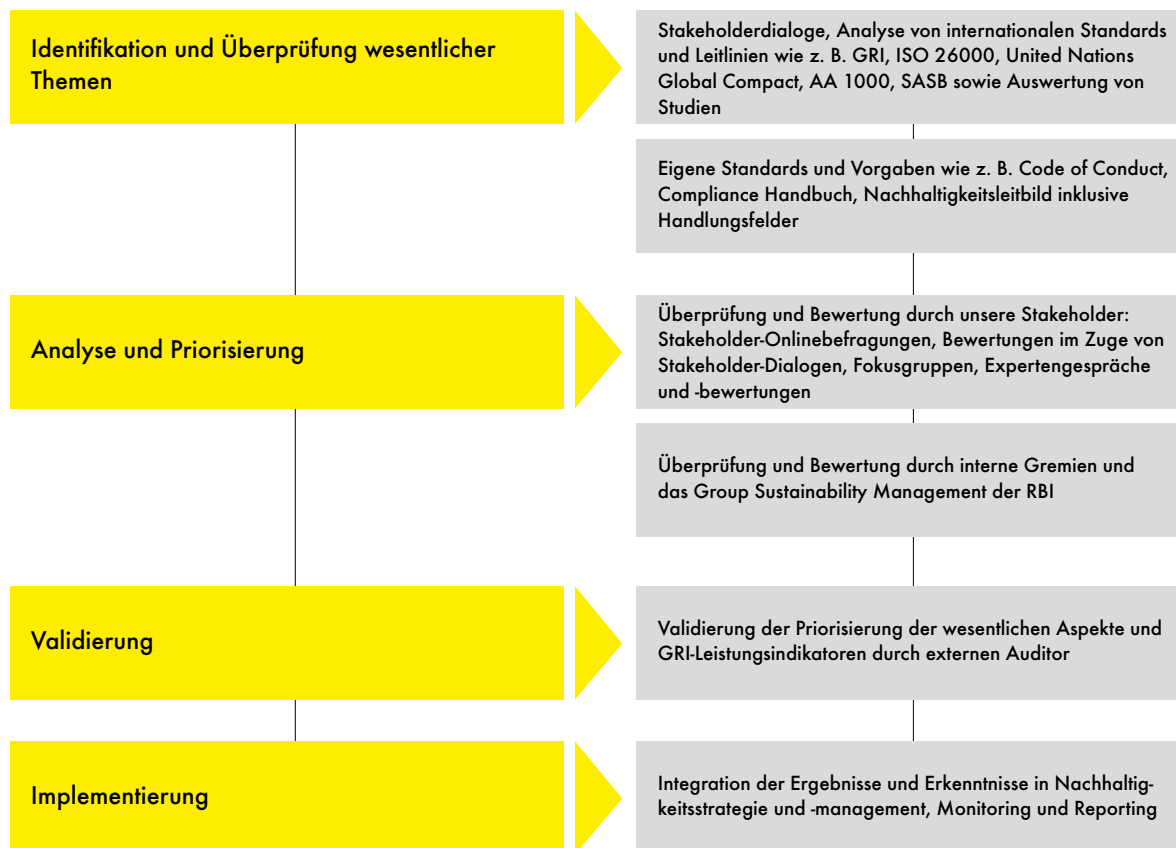 Identifikation und Überprüfung wesentlicher
Themen
Stakeholderdialoge, Analyse von internationalen Standards
und Leitlinien wie z. B. GRI, ISO 26000, United Nations
Global Compact, AA 1000, SASB sowie Auswertung von
Studien
Eigene Standards und Vorgaben wie z. B. Code of Conduct,
Compliance Handbuch, Nachhaltigkeitsleitbild inklusive
Handlungsfelder
Analyse und Priorisierung
Überprüfung und Bewertung durch unsere Stakeholder:
Stakeholder-Onlinebefragungen, Bewertungen im Zuge von
Stakeholder-Dialogen, Fokusgruppen, Expertengespräche
und -bewertungen
Überprüfung und Bewertung durch interne Gremien und
das Group Sustainability Management der RBI
Validierung
Validierung der Priorisierung der wesentlichen Aspekte und
GRI-Leistungsindikatoren durch externen Auditor
Implementierung
Integration der Ergebnisse und Erkenntnisse in Nachhaltig-
keitsstrategie und -management, Monitoring und Reporting